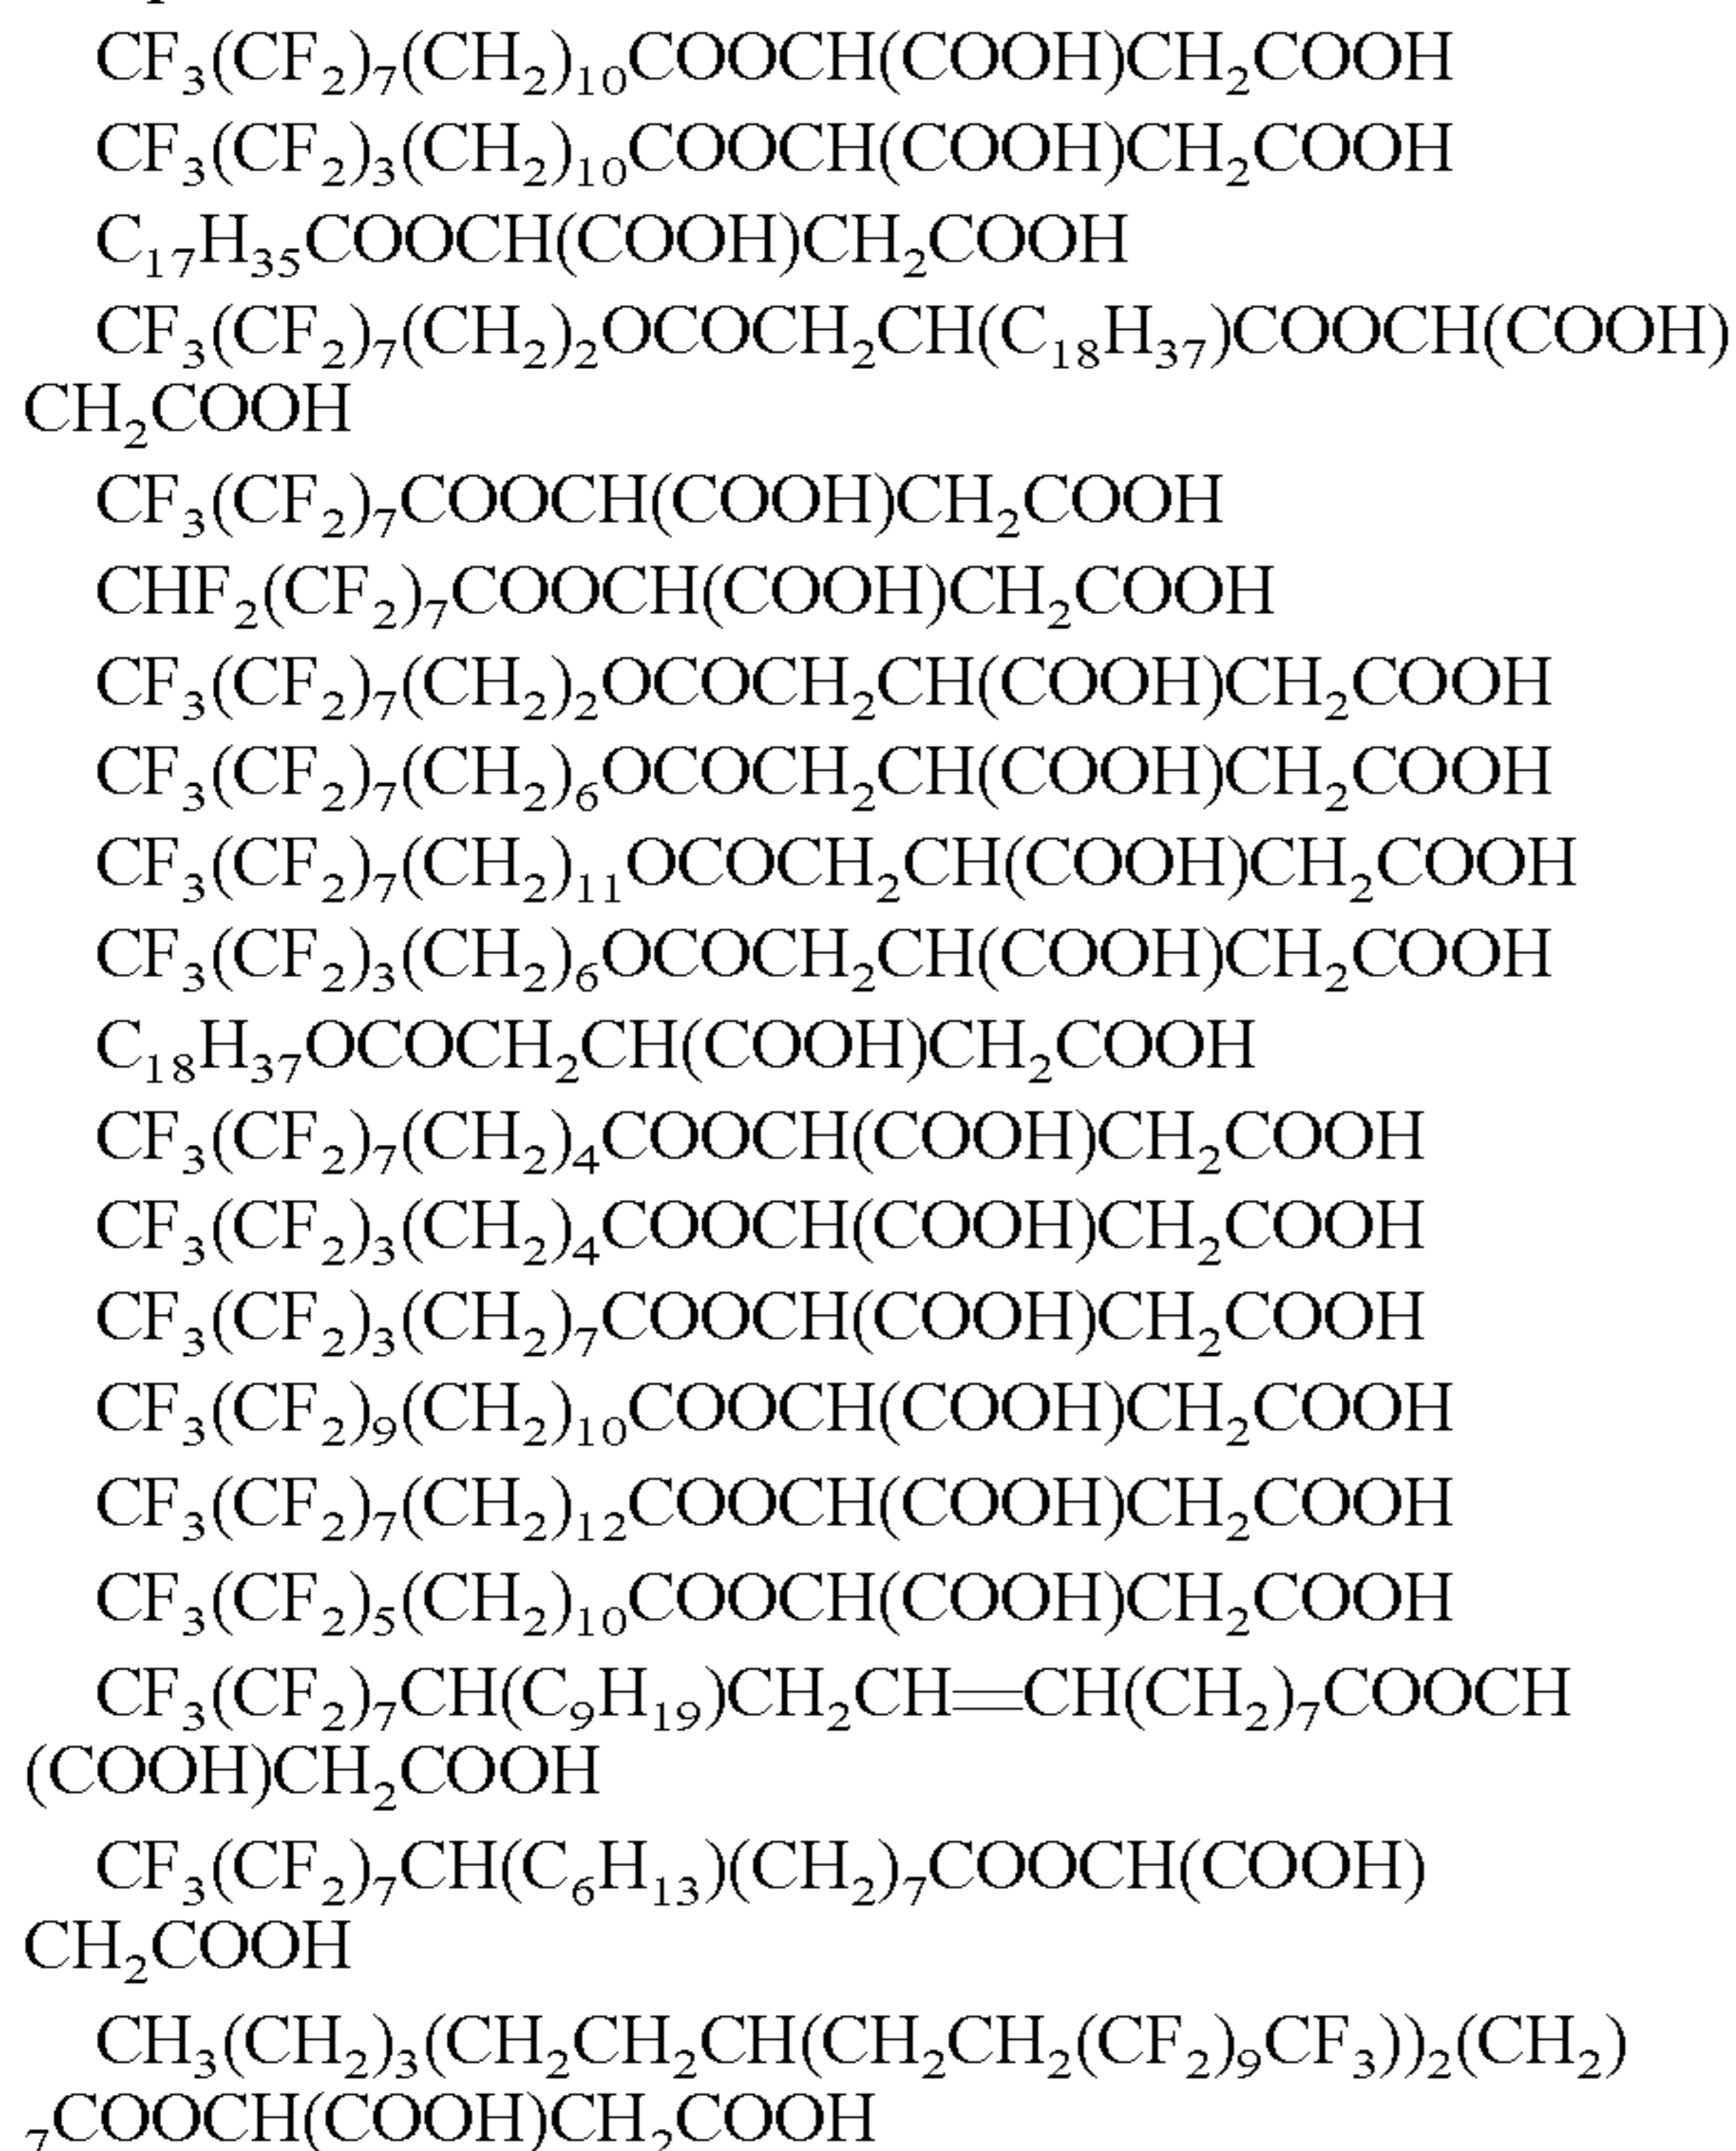 CF₃(CF₂)₇(CH₂)₁₀COOCH(COOH)CH₂COOH
CF₃(CF₂)₃(CH₂)₁₀COOCH(COOH)CH₂COOH
C₁₇H₃₅COOCH(COOH)CH₂COOH
CF₃(CF₂)₇(CH₂)₂OCOCH₂CH(C₁₈H₃₇)COOCH(COOH)
CH₂COOH
CF₃(CF₂)₇COOCH(COOH)CH₂COOH
CHF₂(CF₂)₇COOCH(COOH)CH₂COOH
CF₃(CF₂)₇(CH₂)₂OCOCH₂CH(COOH)CH₂COOH
CF₃(CF₂)₇(CH₂)₆OCOCH₂CH(COOH)CH₂COOH
CF₃(CF₂)₇(CH₂)₁₁OCOCH₂CH(COOH)CH₂COOH
CF₃(CF₂)₃(CH₂)₆OCOCH₂CH(COOH)CH₂COOH
C₁₈H₃₇OCOCH₂CH(COOH)CH₂COOH
CF₃(CF₂)₇(CH₂)₄COOCH(COOH)CH₂COOH
CF₃(CF₂)₃(CH₂)₄COOCH(COOH)CH₂COOH
CF₃(CF₂)₃(CH₂)₇COOCH(COOH)CH₂COOH
CF₃(CF₂)₉(CH₂)₁₀COOCH(COOH)CH₂COOH
CF₃(CF₂)₇(CH₂)₁₂COOCH(COOH)CH₂COOH
CF₃(CF₂)₅(CH₂)₁₀COOCH(COOH)CH₂COOH
CF₃(CF₂)₇CH(C₉H₁₉)CH₂CH=CH(CH₂)₇COOCH
(COOH)CH₂COOH
CF₃(CF₂)₇CH(C₆H₁₃)(CH₂)₇COOCH(COOH)
CH₂COOH
CH₃(CH₂)₃(CH₂CH₂CH(CH₂CH₂(CF₂)₉CF₃))₂(CH₂)
₇COOCH(COOH)CH₂COOH